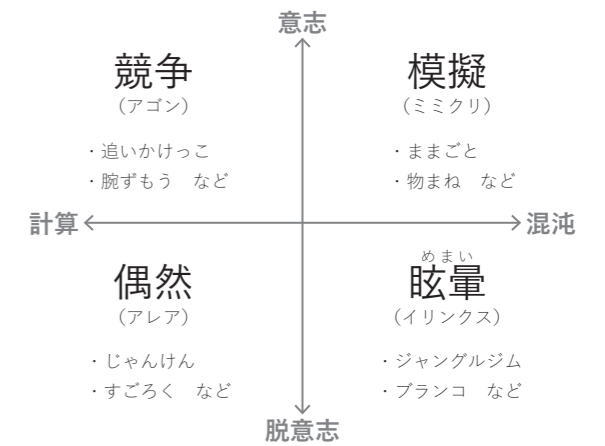 意志
競争
（アゴン）
・追いかけっこ
・腕ずもう　など
模擬
（ミミクリ）
・ままごと
・物まね　など
計算
混沌
偶然
（アレア）
・じゃんけん
・すごろく　など
めまい
眩暈
（イリンクス）
・ジャングルジム
・ブランコ　など
脱意志